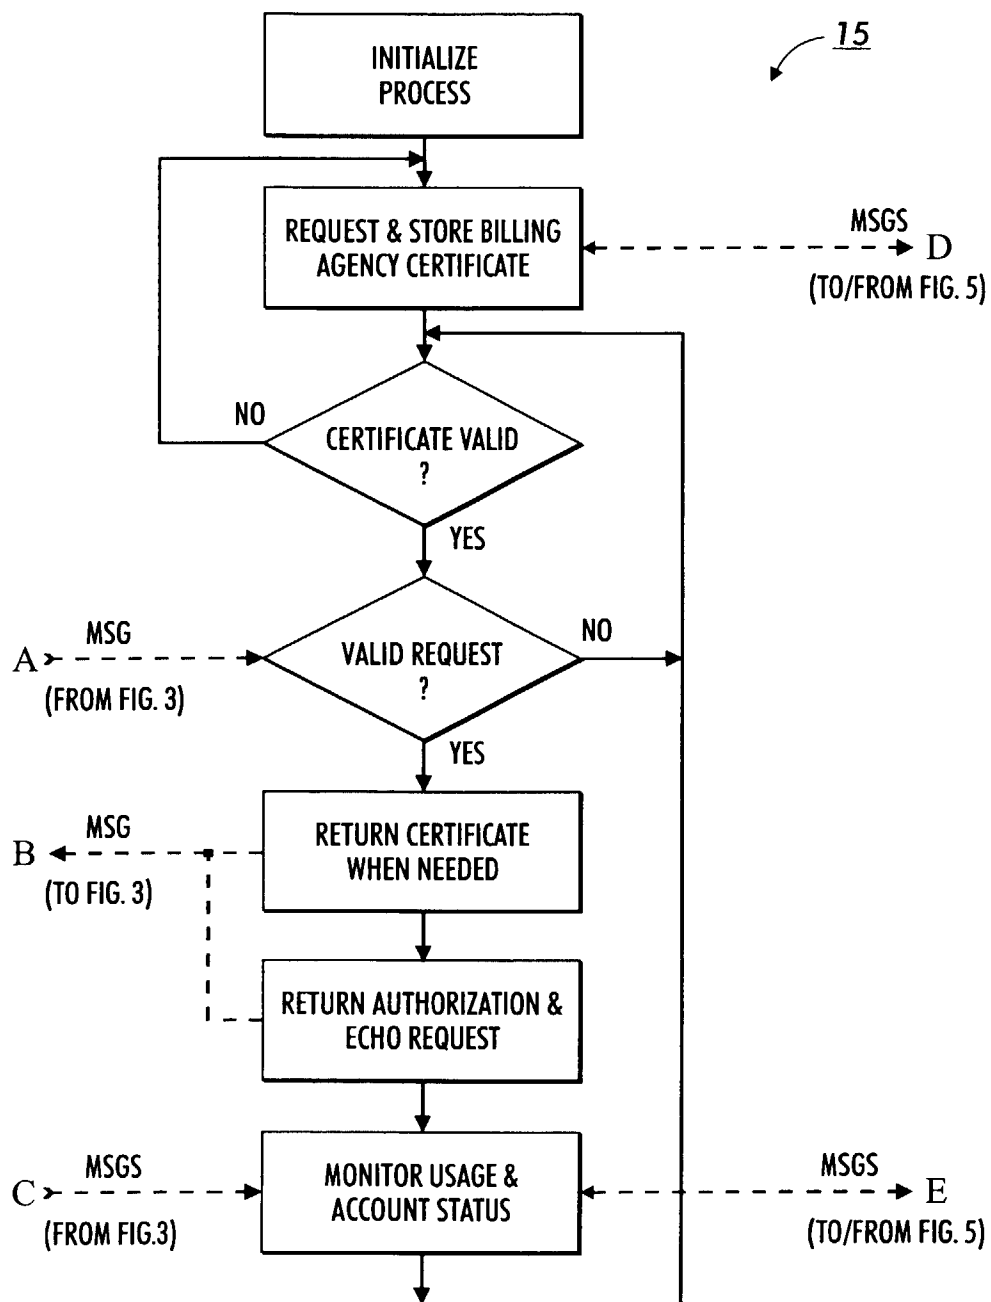 15
INITIALIZE
PROCESS
REQUEST & STORE BILLING
AGENCY CERTIFICATE
MSGS
D
(TO/FROM FIG. 5)
NO
CERTIFICATE VALID
?
YES
A
MSG
(FROM FIG. 3)
VALID REQUEST
?
NO
YES
B
MSG
(TO FIG. 3)
RETURN CERTIFICATE
WHEN NEEDED
RETURN AUTHORIZATION &
ECHO REQUEST
C
MSGS
(FROM FIG.3)
MONITOR USAGE &
ACCOUNT STATUS
MSGS
E
(TO/FROM FIG. 5)